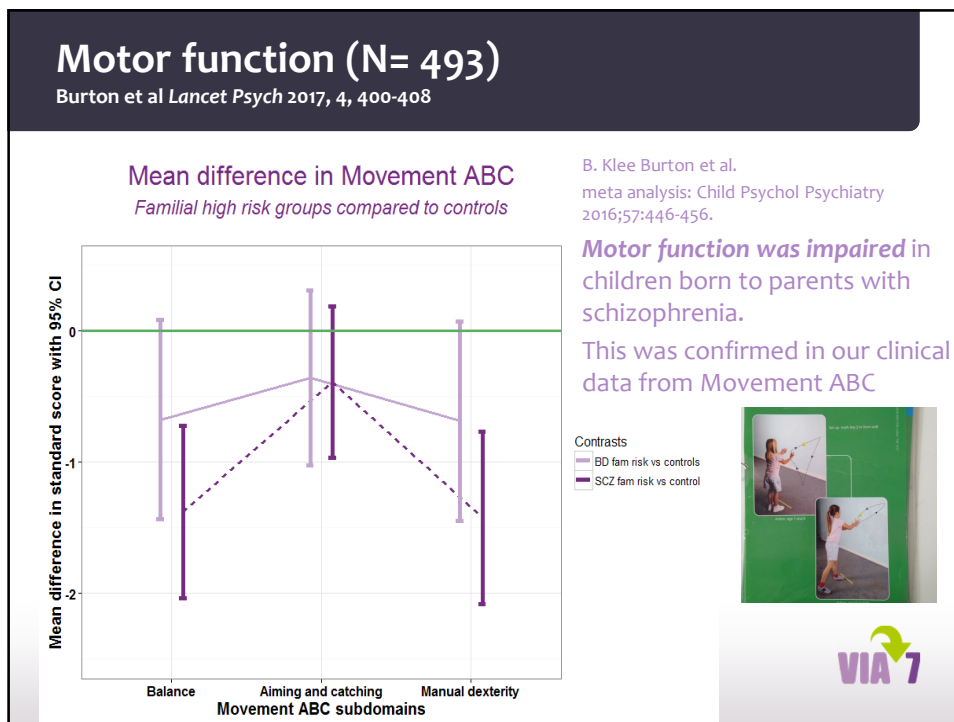 Motor function (N= 493)
Burton et al Lancet Psych 2017, 4, 400-408
Mean difference in Movement ABC
Familial high risk groups compared to controls
Mean difference in standard score with 95% CI
0
-1
-2
Balance
Aiming and catching
Manual dexterity
Movement ABC subdomains
Contrasts
BD fam risk vs controls
SCZ fam risk vs control
B. Klee Burton et al.
meta analysis: Child Psychol Psychiatry
2016;57:446-456.
Motor function was impaired in
children born to parents with
schizophrenia.
This was confirmed in our clinical
data from Movement ABC
VIA 7